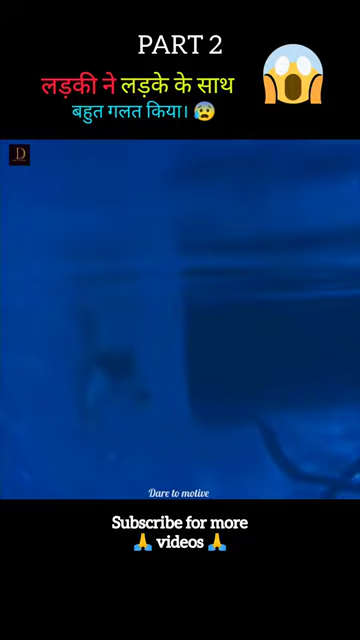 PART 2
लड़की ने लड़के के साथ
बहुत गलत किया। 😰
D
Dare to motive
Subscribe for more
🙏 videos 🙏